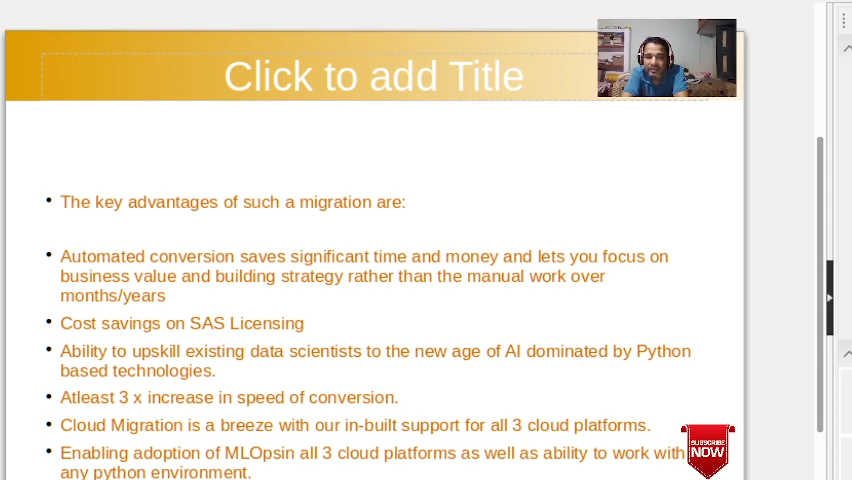 Click to add Title
The key advantages of such a migration are:
Automated conversion saves significant time and money and lets you focus on
business value and building strategy rather than the manual work over
months/years
Cost savings on SAS Licensing
Ability to upskill existing data scientists to the new age of AI dominated by Python
based technologies.
Atleast 3 x increase in speed of conversion.
Cloud Migration is a breeze with our in-built support for all 3 cloud platforms.
Enabling adoption of MLOpsin all 3 cloud platforms as well as ability to work with
any python environment.
SUBSCRIBE
NOW